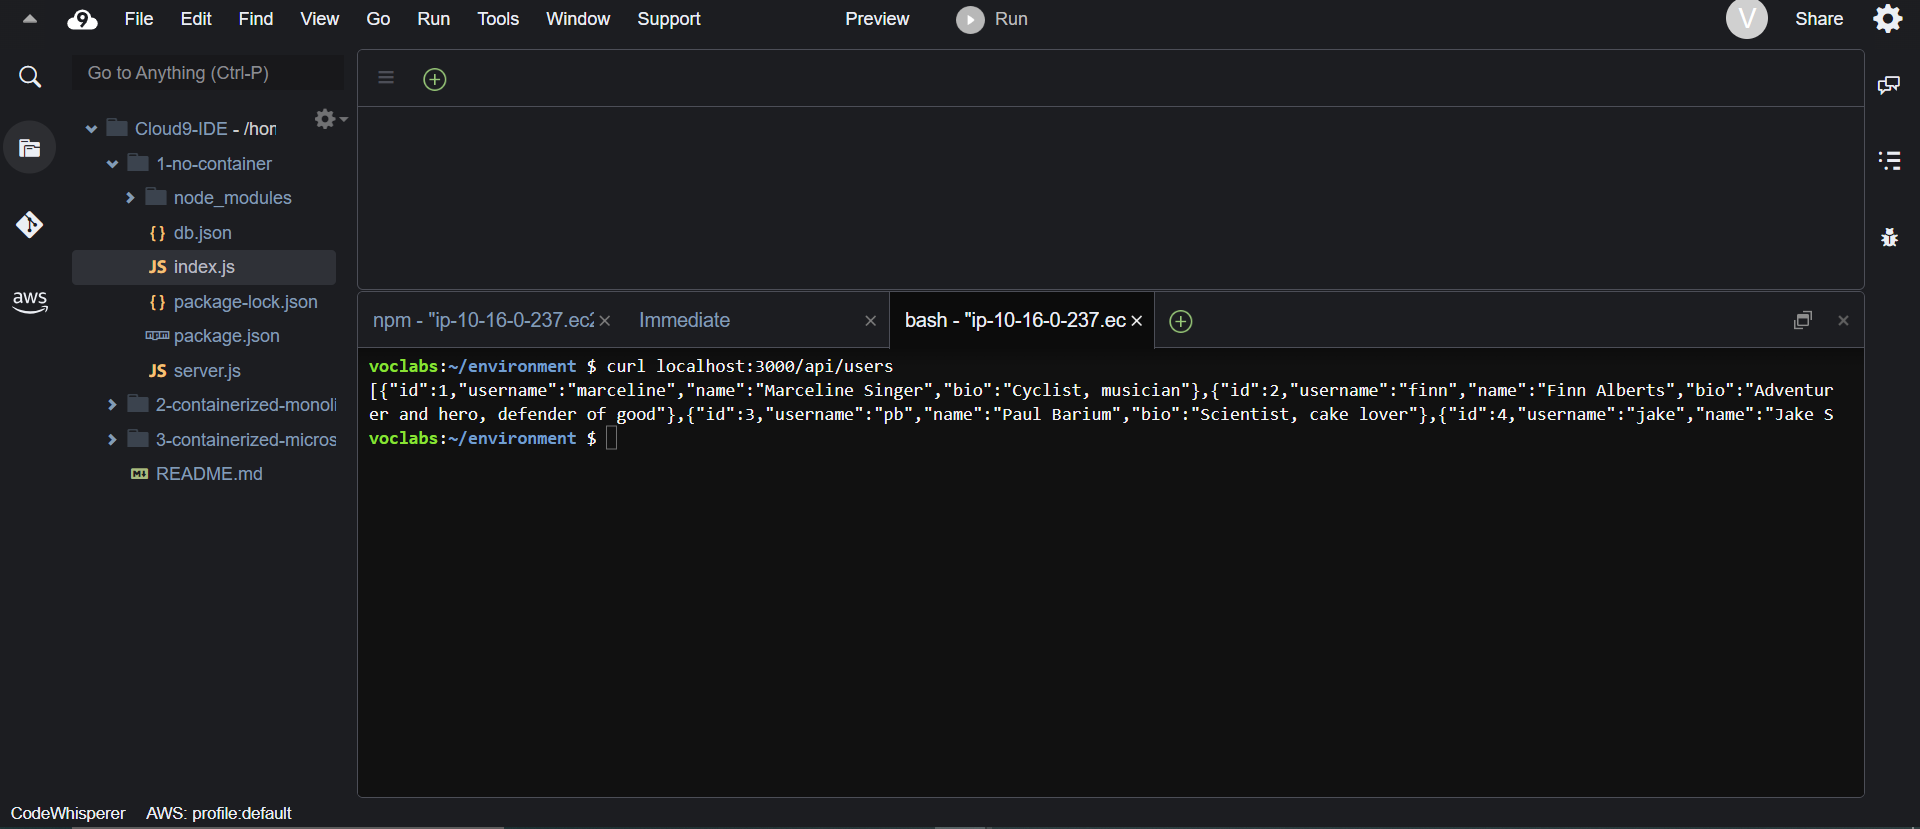 File Edit Find View Go Run Tools Window Support Preview Run V Share
Go to Anything (Ctrl-P)
Cloud9-IDE - /hor
1-no-container
node_modules
{} db.json
JS index.js
{} package-lock.json
package.json
JS server.js
2-containerized-monoli
3-containerized-micros
README.md
aws
npm - "ip-10-16-0-237.ec2 Immediate bash - "ip-10-16-0-237.ec
voclabs:~/environment $ curl localhost:3000/api/users
[{"id":1,"username":"marceline","name":"Marceline Singer","bio":"Cyclist, musician"},{"id":2,"username":"finn","name":"Finn Alberts","bio":"Adventur
er and hero, defender of good"},{"id":3,"username":"pb","name":"Paul Barium","bio":"Scientist, cake lover"},{"id":4,"username":"jake","name":"Jake S
voclabs:~/environment $
CodeWhisperer AWS: profile:default